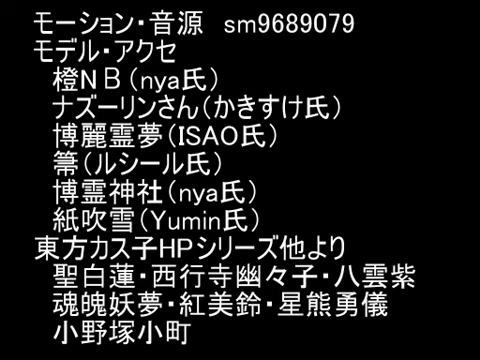 モーション・音源　sm9689079
モデル・アクセ
橙NB(nya氏)
ナズーリンさん(かきすけ氏)
博麗霊夢(ISAO氏)
箒(ルシール氏)
博霊神社(nya氏)
紙吹雪(Yumin氏)
東方カス子HPシリーズ他より
聖白蓮・西行寺幽々子・八雲紫
魂魄妖夢・紅美鈴・星熊勇儀
小野塚小町